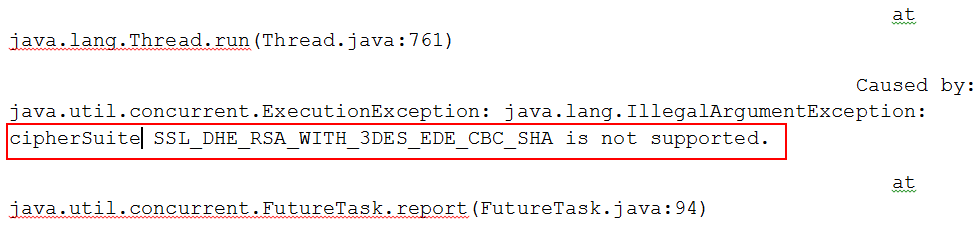 at
java.lang.Thread.run(Thread.java:761)
Caused by:
java.util.concurrent.ExecutionException: java.lang.IllegalArgumentException:
cipherSuite SSL_DHE_RSA_WITH_3DES_EDE_CBC_SHA is not supported.
at
java.util.concurrent.FutureTask.report(FutureTask.java:94)